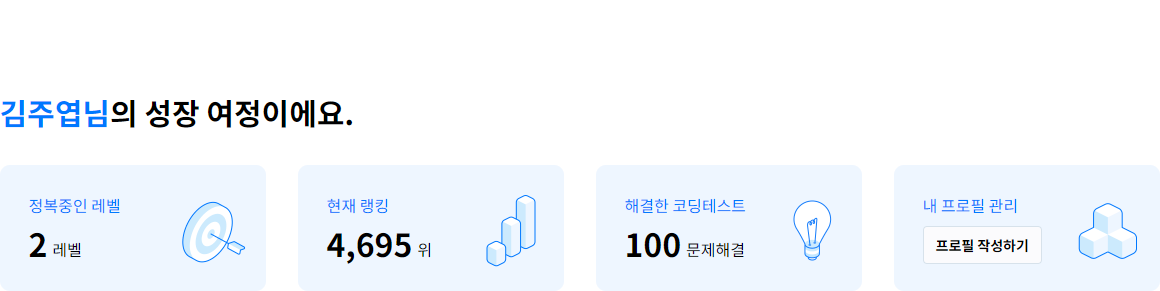 김주엽님의 성장 여정이에요.
정복중인 레벨
2 레벨
현재 랭킹
4,695 위
해결한 코딩테스트
100 문제해결
내 프로필 관리
프로필 작성하기